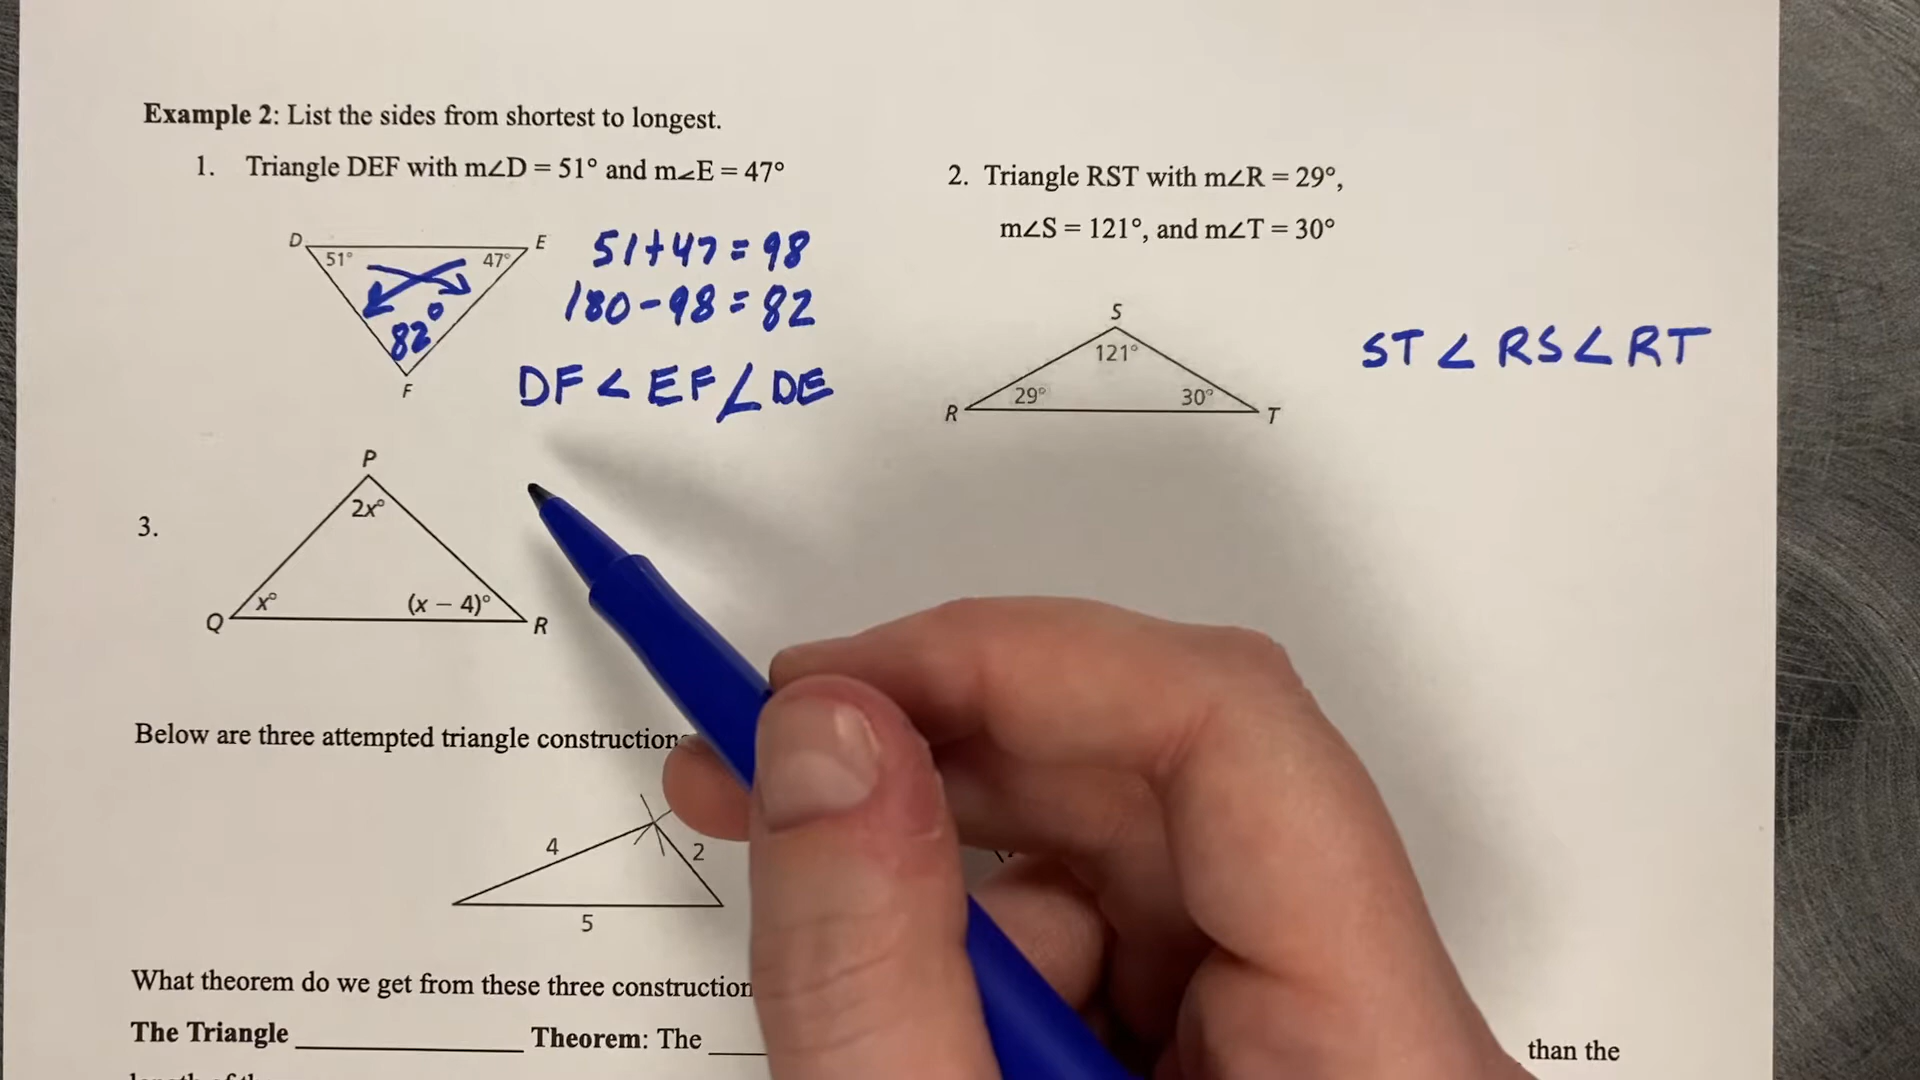 Example 2: List the sides from shortest to longest.
1. Triangle DEF with m∠D = 51° and m∠E = 47°
D
51°
47°
E
82°
F
51+47=98
180-98=82
DF < EF < DE
2. Triangle RST with m∠R = 29°,
m∠S = 121°, and m∠T = 30°
S
121°
29°
30°
R
T
ST < RS < RT
3.
P
2x°
x°
(x – 4)°
Q
R
Below are three attempted triangle construction
4
2
5
What theorem do we get from these three construction
The Triangle ____________ Theorem: The ____
than the